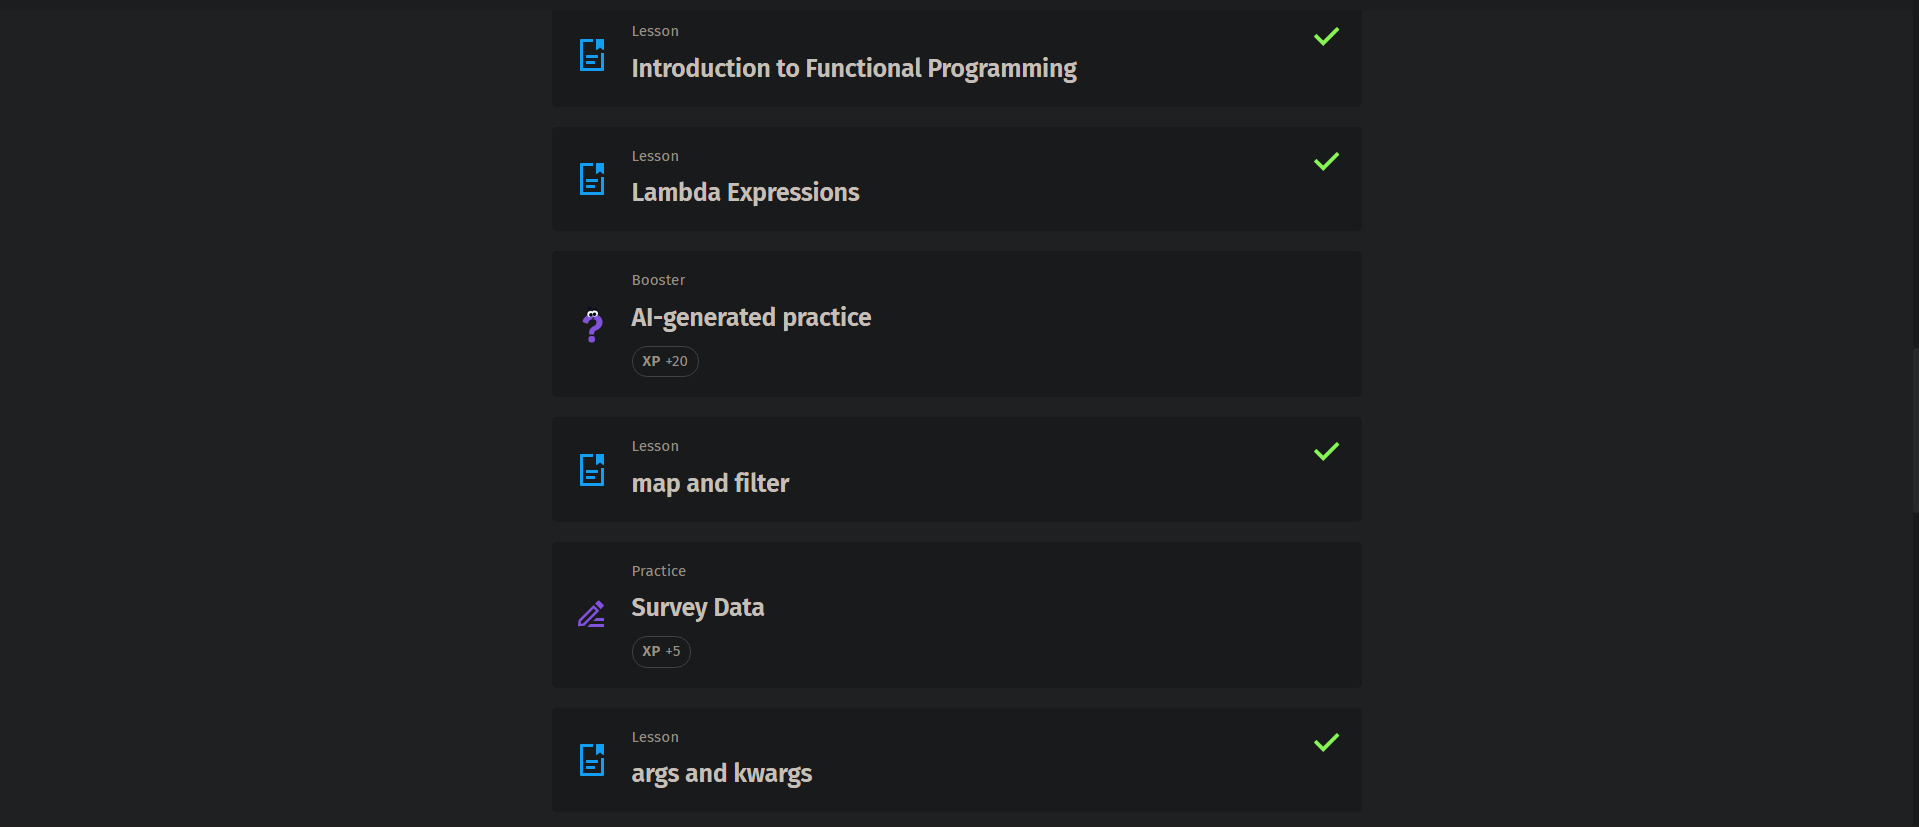 Lesson
Introduction to Functional Programming
Lesson
Lambda Expressions
Booster
AI-generated practice
XP +20
Lesson
map and filter
Practice
Survey Data
XP +5
Lesson
args and kwargs